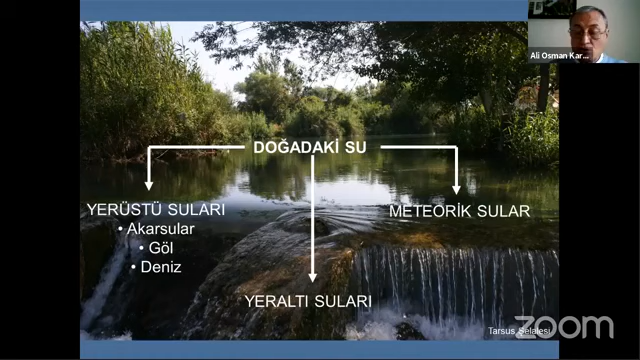 Ali Osman Kar...
DOĞADAKİ SU
YERÜSTÜ SULARI
• Akarsular
• Göl
• Deniz
METEORİK SULAR
YERALTI SULARI
Tarsus Şelalesi
zoom